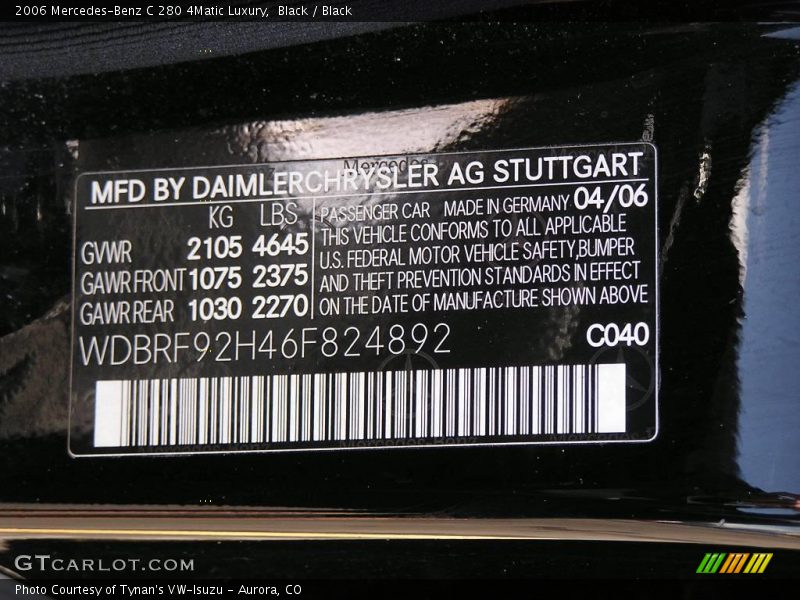 2006 Mercedes-Benz C 280 4Matic Luxury,  Black / Black
MFD BY DAIMLERCHRYSLER AG STUTTGART
KG LBS
GVWR 2105 4645
GAWR FRONT 1075 2375
GAWR REAR 1030 2270
PASSENGER CAR MADE IN GERMANY 04/06
THIS VEHICLE CONFORMS TO ALL APPLICABLE
U.S. FEDERAL MOTOR VEHICLE SAFETY,BUMPER
AND THEFT PREVENTION STANDARDS IN EFFECT
ON THE DATE OF MANUFACTURE SHOWN ABOVE
WDBRF92H46F824892 C040
GTCARLOT.COM
Photo Courtesy of Tynan's VW-Isuzu - Aurora, CO